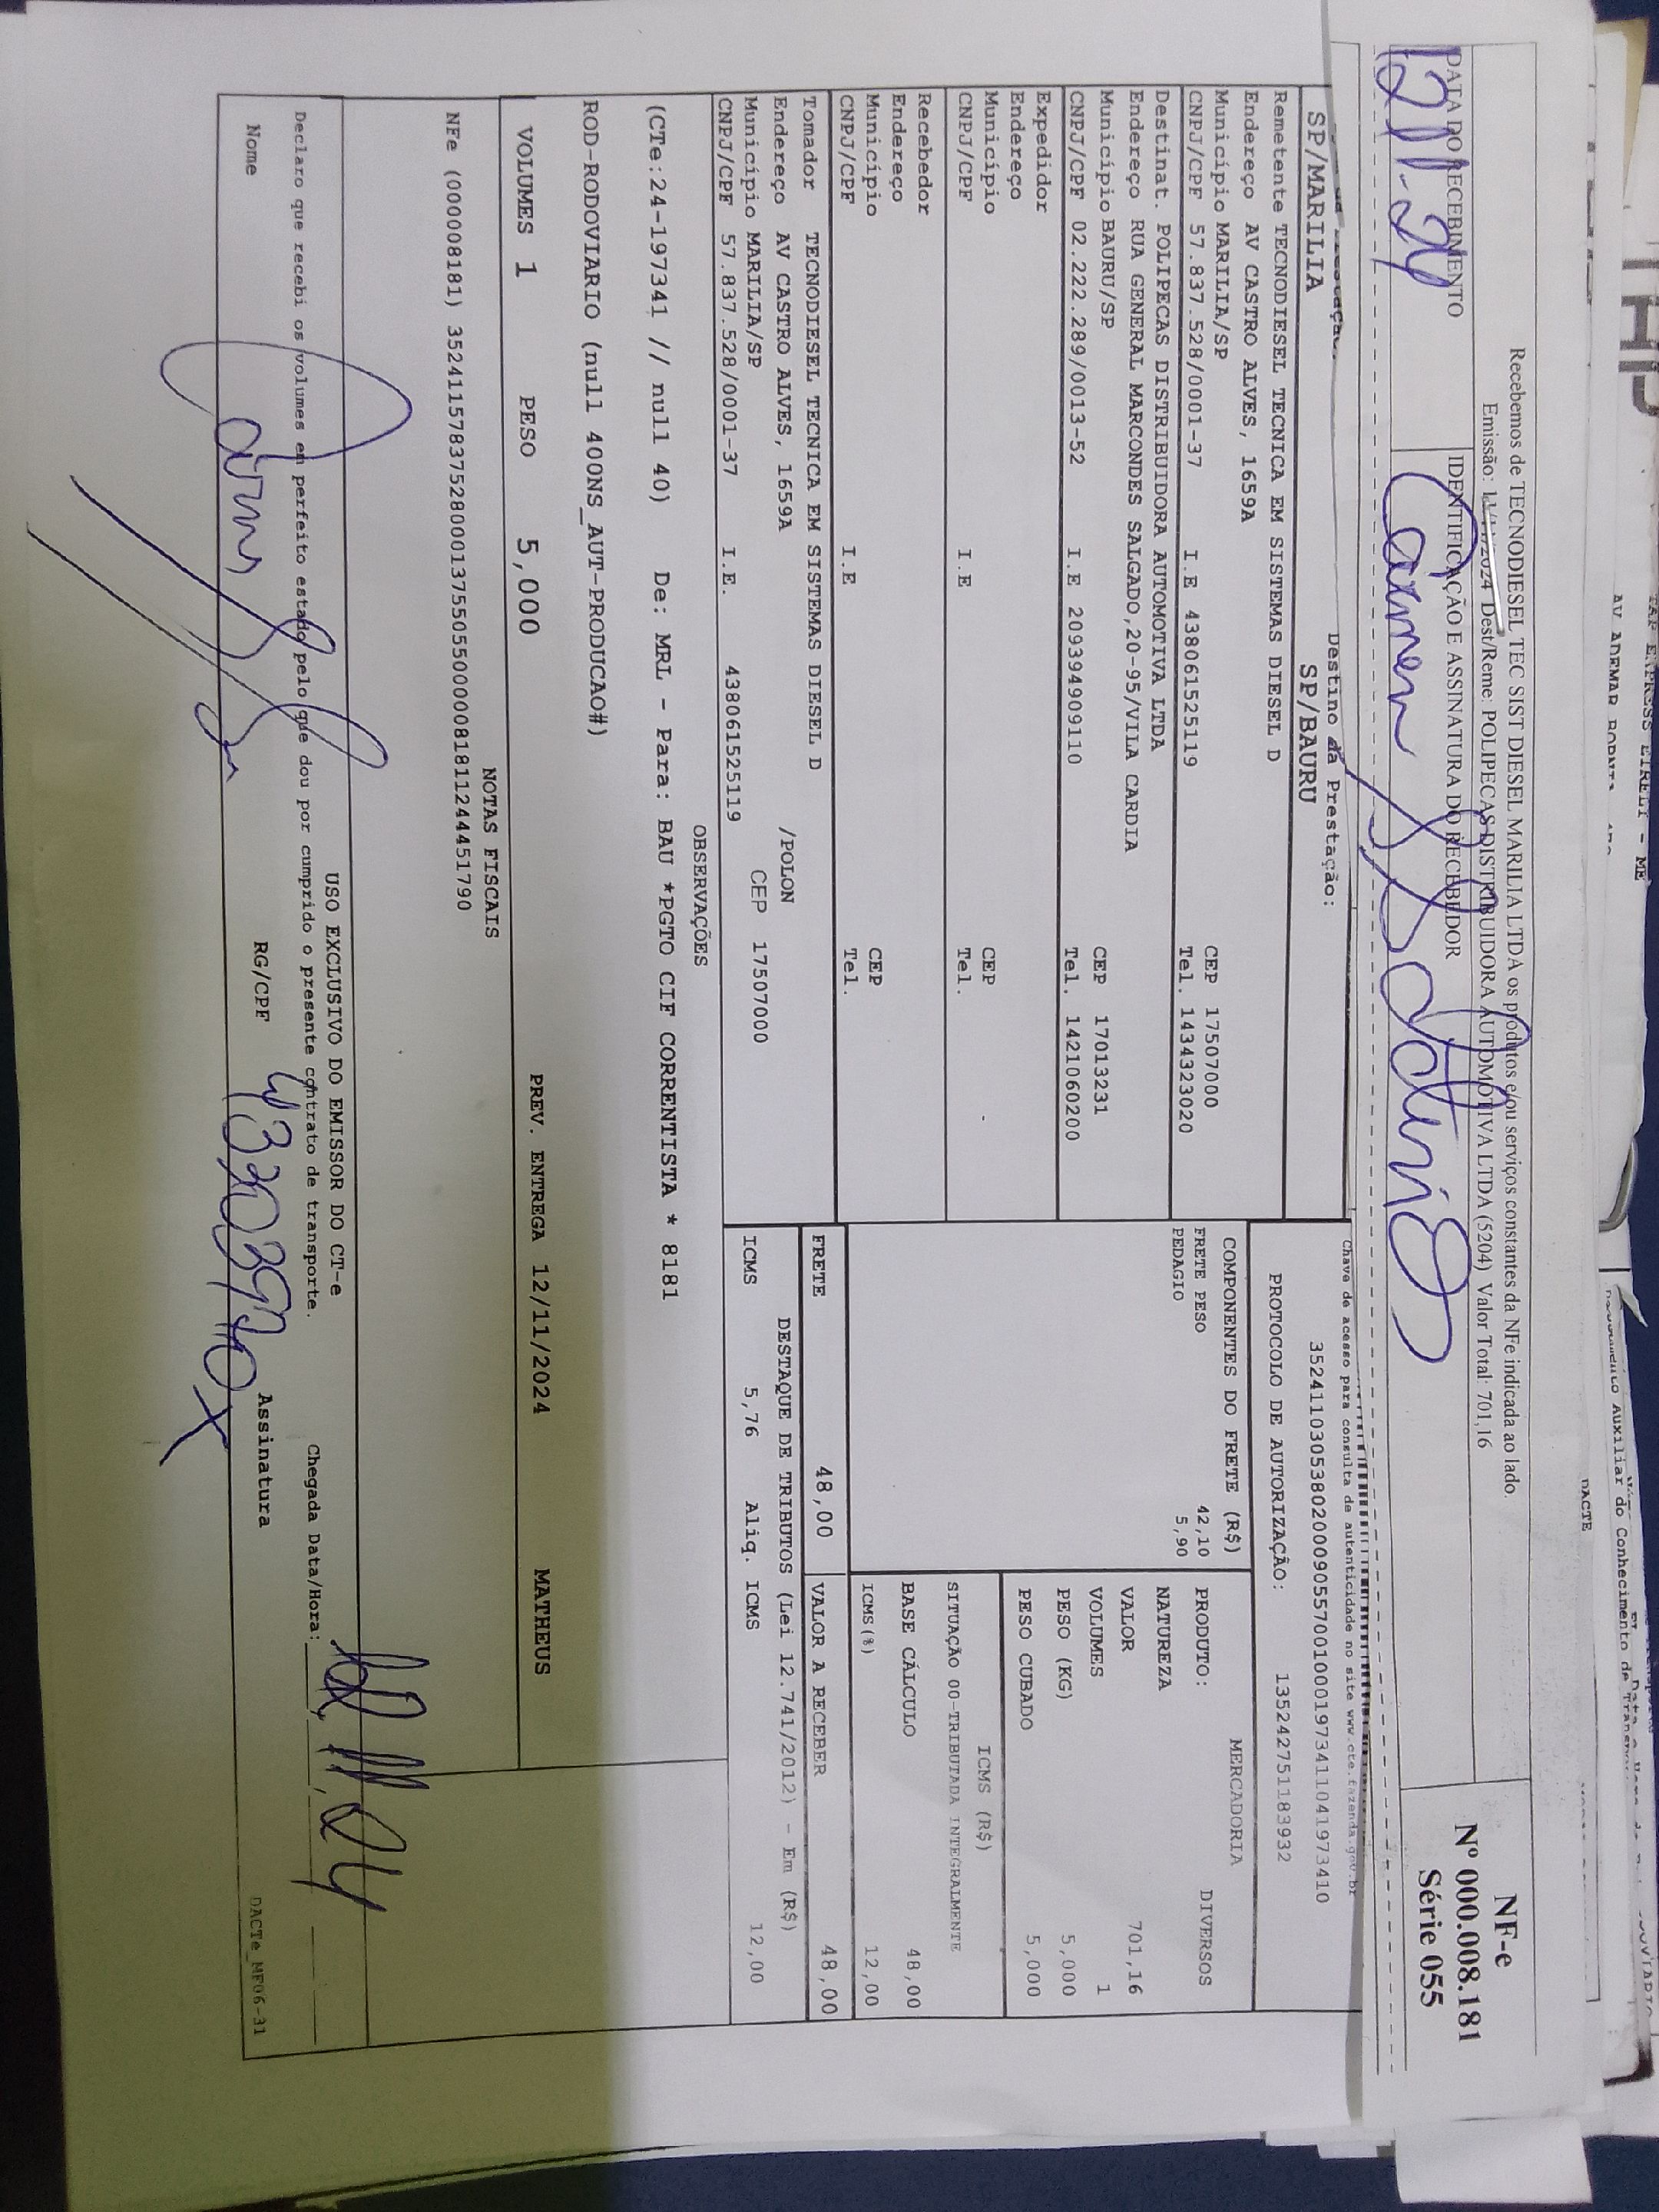 Recebemos de TECNODIESEL TEC SIST DIESEL MARILIA LTDA os produtos e/ou serviços constantes da NFe indicada ao lado.
Emissão: 11/11/2024 Dest/Reme: POLIPECAS DISTRIBUIDORA AUTOMOTIVA LTDA (5204) Valor Total: 701,16
DATA DO RECEBIMENTO
IDENTIFICAÇÃO E ASSINATURA DO RECEBEDOR
12-11-24
Carmen
NF-e
Nº 000.008.181
Série 055
Destino da Prestação:
SP/MARILIA
SP/BAURU
Chave de acesso para consulta de autenticidade no site www.cte.fazenda.gov.br
35241103053802000905570010001973411041973410
PROTOCOLO DE AUTORIZAÇÃO: 135242751183932
Remetente TECNODIESEL TECNICA EM SISTEMAS DIESEL D
Endereço AV CASTRO ALVES, 1659A
Município MARILIA/SP CEP 17507000
CNPJ/CPF 57.837.528/0001-37 I.E 438061525119 Tel. 1434323020
Destinat. POLIPECAS DISTRIBUIDORA AUTOMOTIVA LTDA
Endereço RUA GENERAL MARCONDES SALGADO,20-95/VILA CARDIA
Município BAURU/SP CEP 17013231
CNPJ/CPF 02.222.289/0013-52 I.E 209394909110 Tel. 1421060200
Expedidor
Endereço
Município CEP
CNPJ/CPF I.E Tel.
Recebedor
Endereço
Município CEP
CNPJ/CPF I.E Tel.
Tomador TECNODIESEL TECNICA EM SISTEMAS DIESEL D
Endereço AV CASTRO ALVES, 1659A /POLON
Município MARILIA/SP CEP 17507000
CNPJ/CPF 57.837.528/0001-37 I.E. 438061525119
COMPONENTES DO FRETE (R$)
FRETE PESO 42,10
PEDAGIO 5,90
MERCADORIA
PRODUTO: DIVERSOS
NATUREZA
VALOR 701,16
VOLUMES 1
PESO (KG) 5,000
PESO CUBADO 5,000
ICMS (R$)
SITUAÇÃO 00-TRIBUTADA INTEGRALMENTE
BASE CÁLCULO 48,00
ICMS(%) 12,00
FRETE 48,00
VALOR A RECEBER 48,00
DESTAQUE DE TRIBUTOS (Lei 12.741/2012) - Em (R$)
ICMS 5,76 Aliq. ICMS 12,00
OBSERVAÇÕES
(CTe:24-197341 // null 40) De: MRL - Para: BAU *PGTO CIF CORRENTISTA * 8181
ROD-RODOVIARIO (null 400NS_AUT-PRODUCAO#)
VOLUMES 1 PESO 5,000 PREV. ENTREGA 12/11/2024 MATHEUS
NOTAS FISCAIS
NFe (00008181) 35241157837528000137550550000081811244451790
USO EXCLUSIVO DO EMISSOR DO CT-e
Declaro que recebi os volumes em perfeito estado pelo que dou por cumprido o presente contrato de transporte.
Chegada Data/Hora:
Nome RG/CPF Assinatura
DACTe_MF06-31